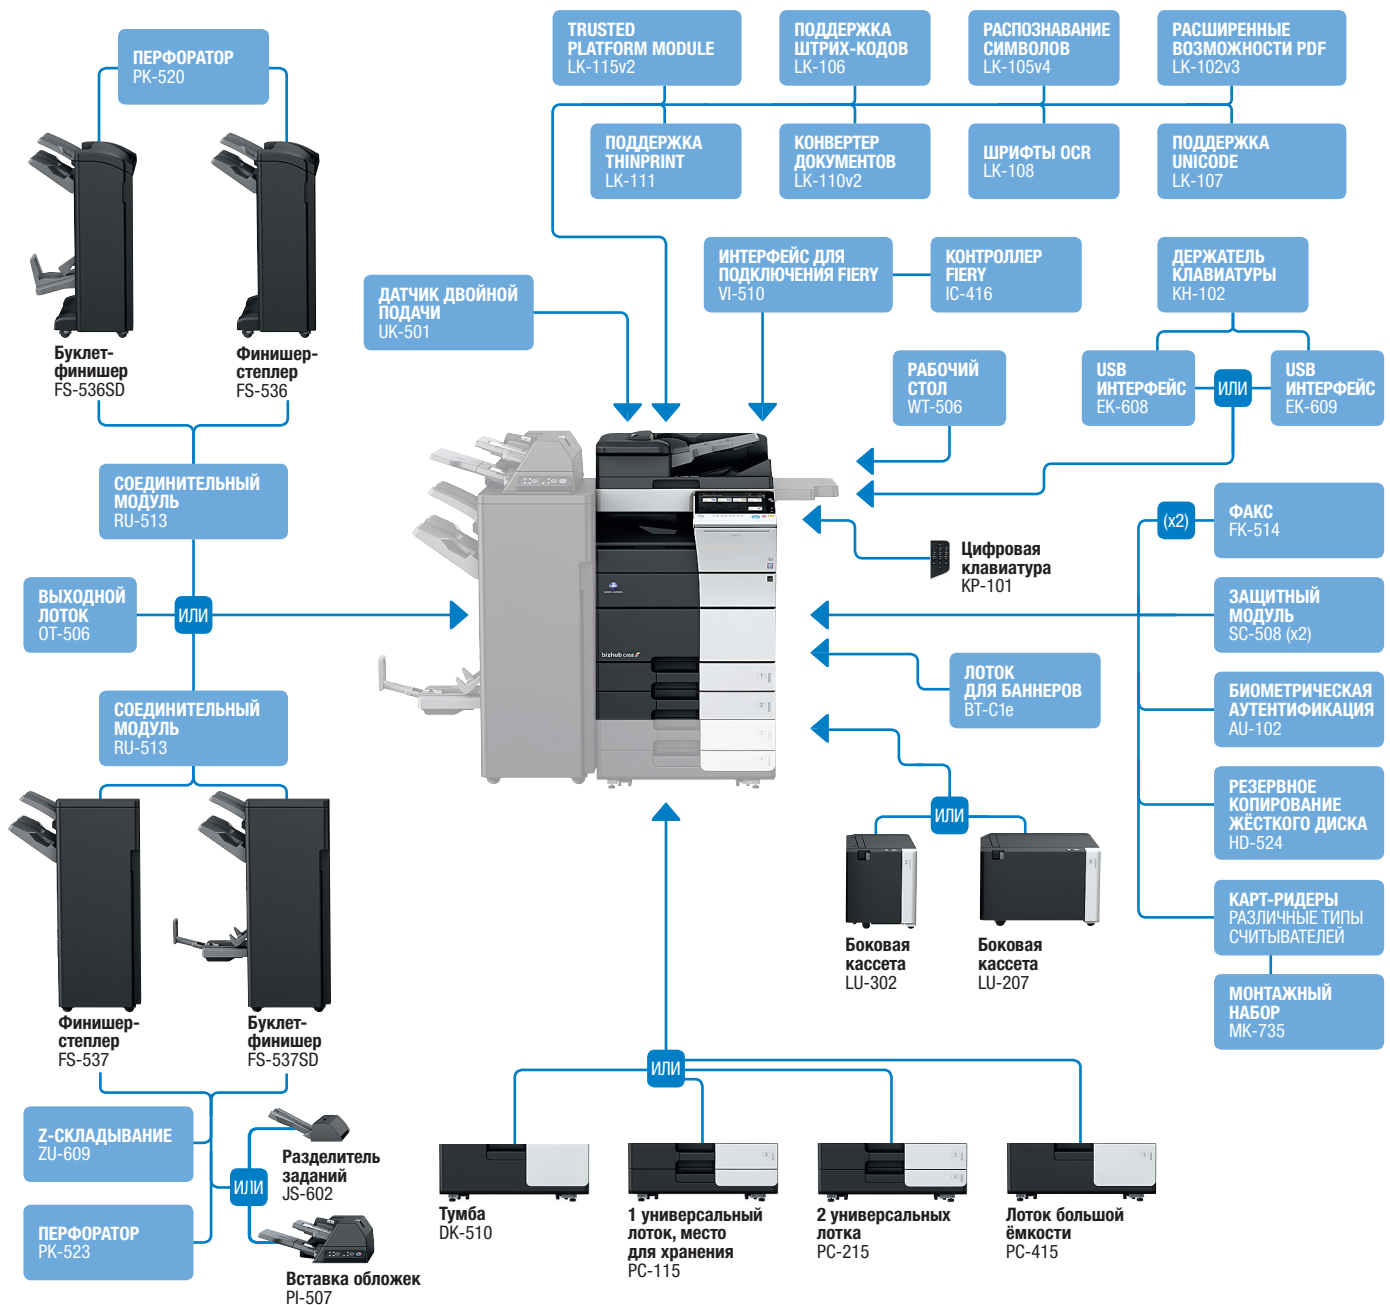 ПЕРФОРАТОР
PK-520
TRUSTED
PLATFORM MODULE
LK-115v2
ПОДДЕРЖКА
ШТРИХ-КОДОВ
LK-106
РАСПОЗНАВАНИЕ
СИМВОЛОВ
LK-105v4
РАСШИРЕННЫЕ
ВОЗМОЖНОСТИ PDF
LK-102v3
ПОДДЕРЖКА
THINPRINT
LK-111
КОНВЕРТЕР
ДОКУМЕНТОВ
LK-110v2
ШРИФТЫ OCR
LK-108
ПОДДЕРЖКА
UNICODE
LK-107
Буклет-
финишер
FS-536SD
Финишер-
степлер
FS-536
ДАТЧИК ДВОЙНОЙ
ПОДАЧИ
UK-501
ИНТЕРФЕЙС ДЛЯ
ПОДКЛЮЧЕНИЯ FIERY
VI-510
КОНТРОЛЛЕР
FIERY
IC-416
ДЕРЖАТЕЛЬ
КЛАВИАТУРЫ
KH-102
РАБОЧИЙ
СТОЛ
WT-506
USB
ИНТЕРФЕЙС
EK-608
ИЛИ
USB
ИНТЕРФЕЙС
EK-609
СОЕДИНИТЕЛЬНЫЙ
МОДУЛЬ
RU-513
ВЫХОДНОЙ
ЛОТОК
OT-506
ИЛИ
СОЕДИНИТЕЛЬНЫЙ
МОДУЛЬ
RU-513
bizhub C658
Цифровая
клавиатура
KP-101
(x2)
ФАКС
FK-514
ЗАЩИТНЫЙ
МОДУЛЬ
SC-508 (x2)
ЛОТОК
ДЛЯ БАННЕРОВ
BT-C1e
БИОМЕТРИЧЕСКАЯ
АУТЕНТИФИКАЦИЯ
AU-102
РЕЗЕРВНОЕ
КОПИРОВАНИЕ
ЖЁСТКОГО ДИСКА
HD-524
ИЛИ
Боковая
кассета
LU-302
Боковая
кассета
LU-207
КАРТ-РИДЕРЫ
РАЗЛИЧНЫЕ ТИПЫ
СЧИТЫВАТЕЛЕЙ
МОНТАЖНЫЙ
НАБОР
MK-735
Финишер-
степлер
FS-537
Буклет-
финишер
FS-537SD
ИЛИ
Z-СКЛАДЫВАНИЕ
ZU-609
ПЕРФОРАТОР
PK-523
ИЛИ
Разделитель
заданий
JS-602
Вставка обложек
PI-507
Тумба
DK-510
1 универсальный
лоток, место
для хранения
PC-115
2 универсальных
лотка
PC-215
Лоток большой
ёмкости
PC-415